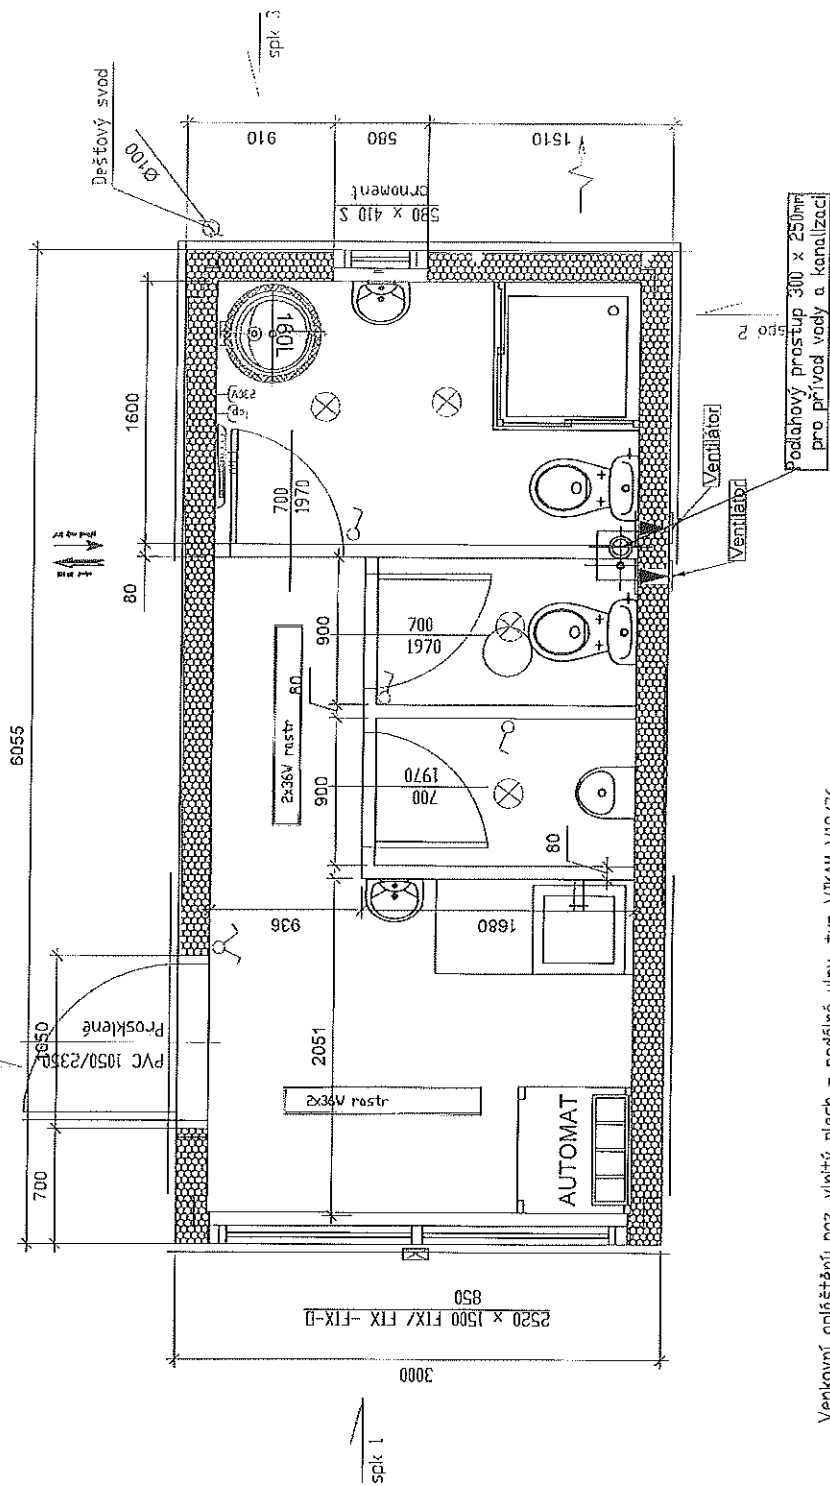 spk 3
Dešťový svod
Ø100
910
580
1510
580 x 410 S
crnoment
6055
1600
80
160L
230V
700
1970
spo 2
Podlahový prostup 300 x 250mm
pro přívod vody a kanalizaci
Ventilátor
Ventilátor
900
80
900
700
1970
700
1970
2x36W rastr
80
936
1680
1050
PVC 1050/2350
Prosklené
2051
2x36W rastr
700
AUTOMAT
2520 x 1500 FIX/ FIX -FIX-O
850
3000
spk 1